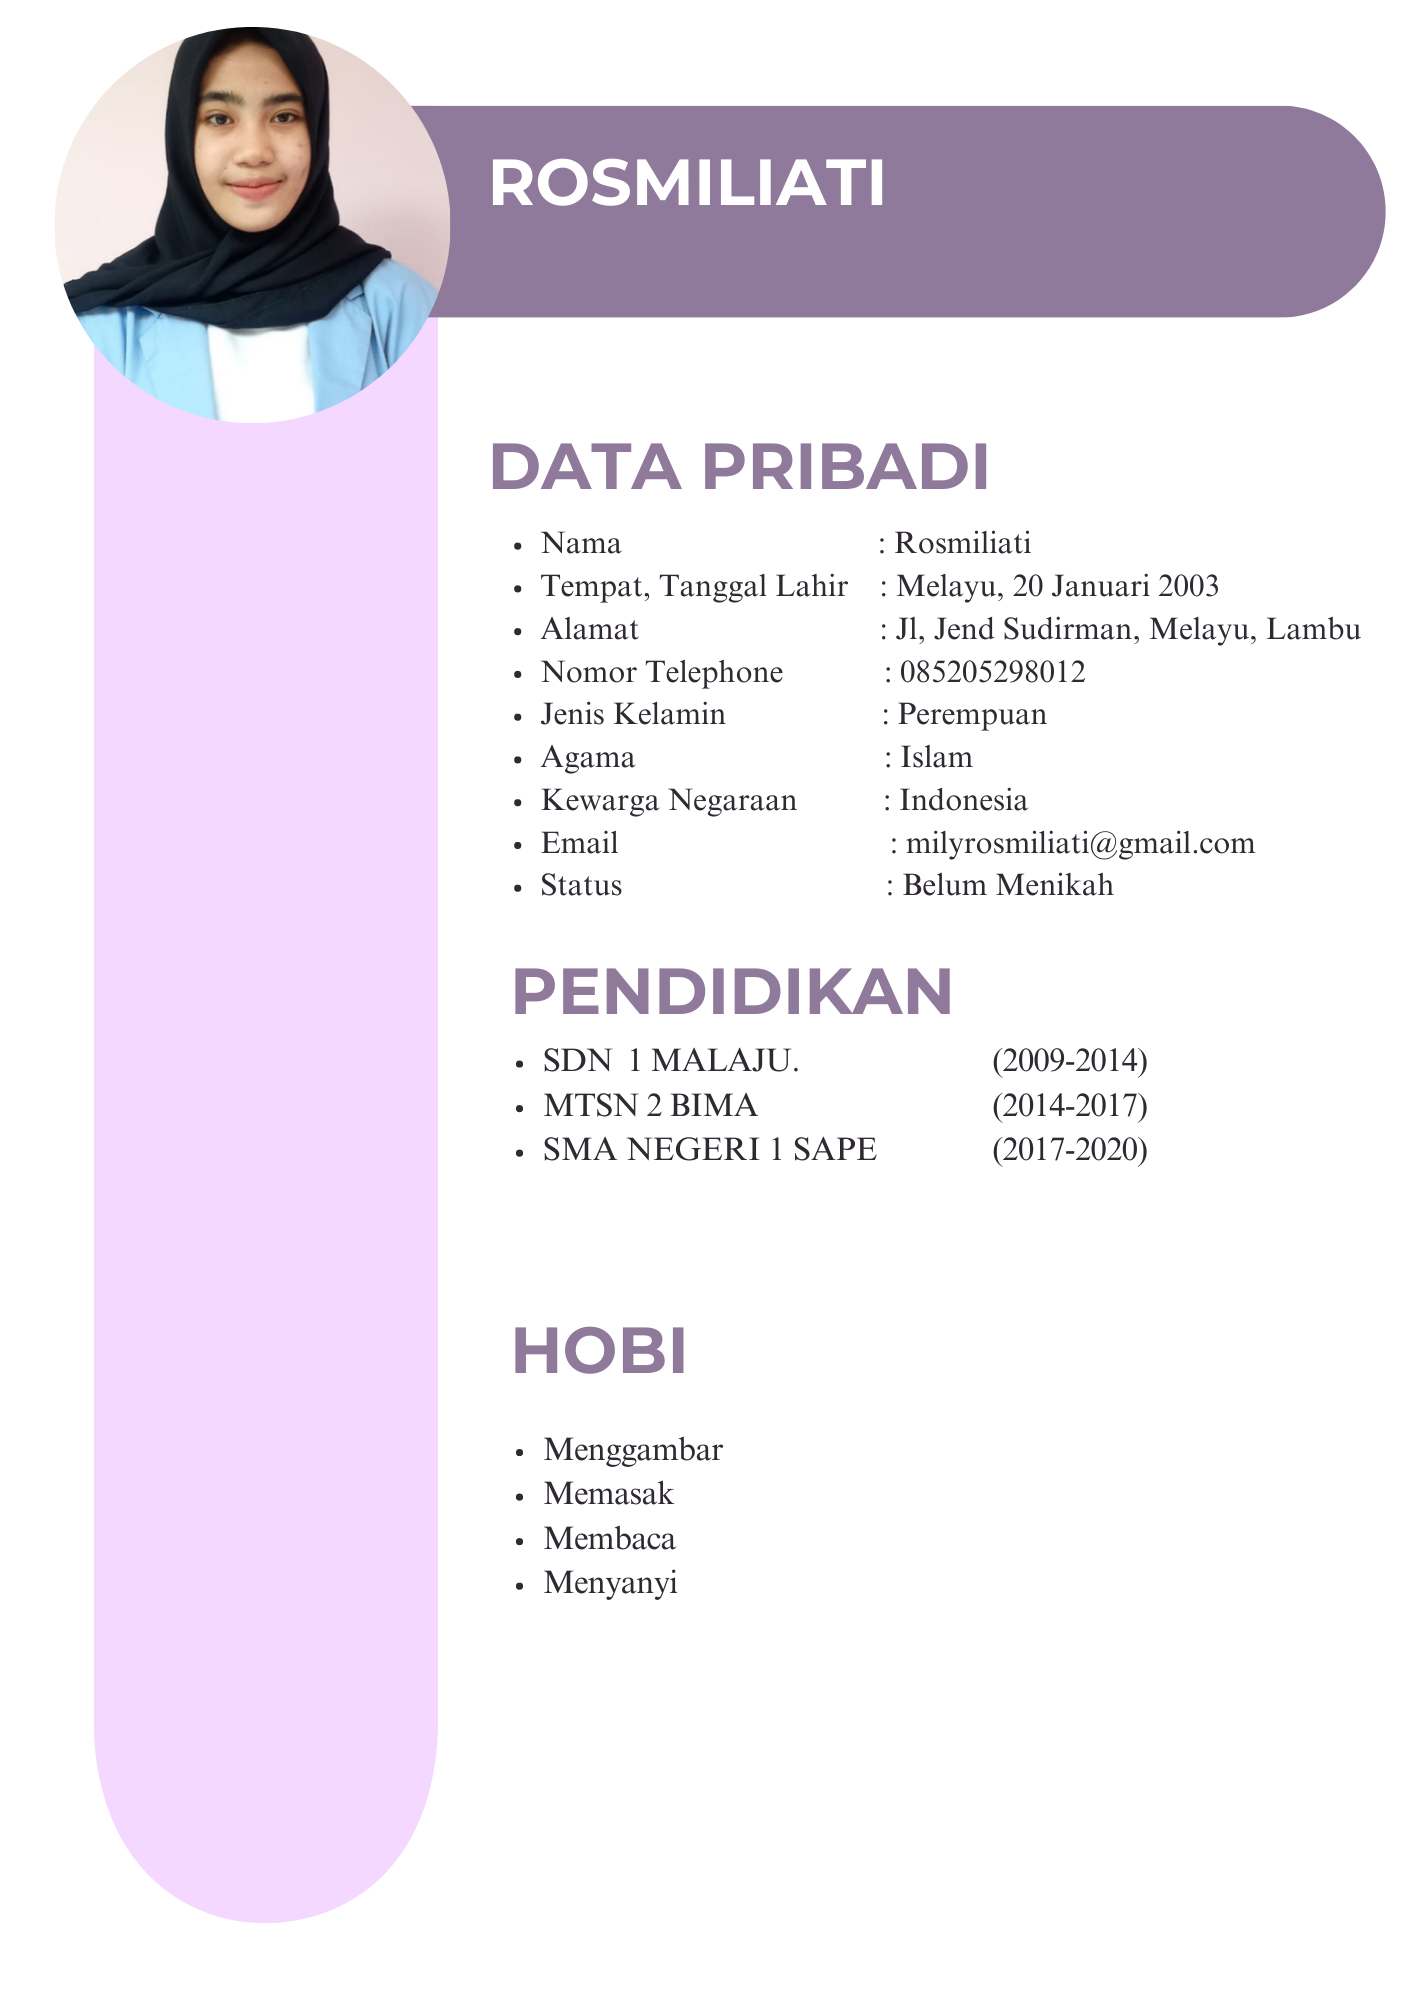 ROSMILIATI
DATA PRIBADI
• Nama : Rosmiliati
• Tempat, Tanggal Lahir : Melayu, 20 Januari 2003
• Alamat : Jl, Jend Sudirman, Melayu, Lambu
• Nomor Telephone : 085205298012
• Jenis Kelamin : Perempuan
• Agama : Islam
• Kewarga Negaraan : Indonesia
• Email : milyrosmiliati@gmail.com
• Status : Belum Menikah
PENDIDIKAN
• SDN 1 MALAJU. (2009-2014)
• MTSN 2 BIMA (2014-2017)
• SMA NEGERI 1 SAPE (2017-2020)
HOBI
• Menggambar
• Memasak
• Membaca
• Menyanyi